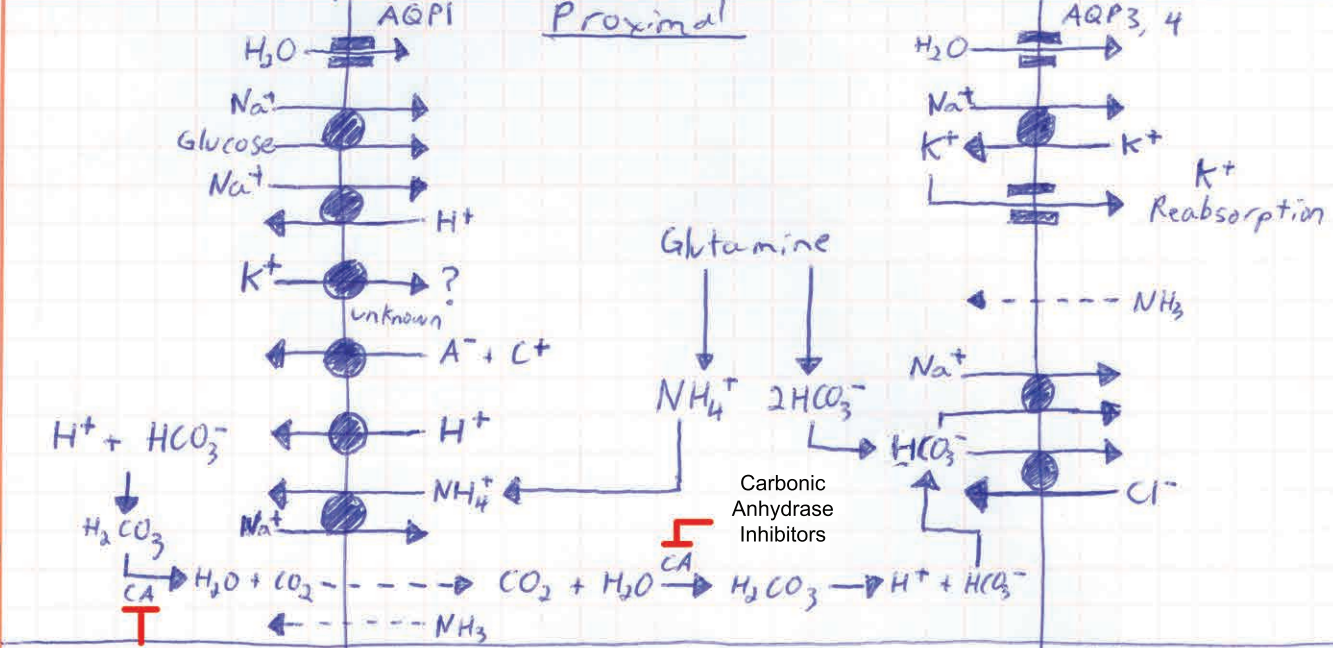 Proximal
AQP1
H₂O
Na⁺
Glucose
Na⁺
H⁺
K⁺
?
unknown
A⁻ + C⁺
H⁺
NH₄⁺
Na⁺
H⁺ + HCO₃⁻
H₂CO₃
CA
H₂O + CO₂
CO₂ + H₂O
CA
H₂CO₃
H⁺ + HCO₃⁻
NH₃
Glutamine
NH₄⁺
2HCO₃⁻
Carbonic
Anhydrase
Inhibitors
AQP3, 4
H₂O
Na⁺
K⁺
K⁺
K⁺
Reabsorption
NH₃
Na⁺
HCO₃⁻
Cl⁻